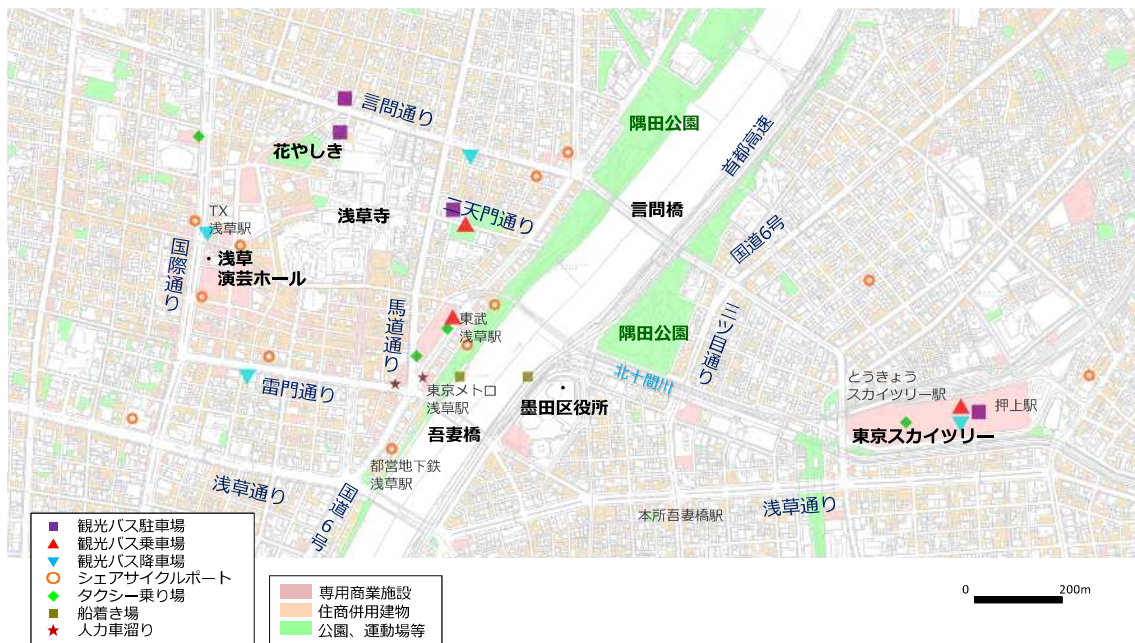 言問通り
花やしき
隅田公園
首都高速
二天門通り
浅草寺
言問橋
TX
浅草駅
国道6号
・浅草
演芸ホール
国際通り
馬道通り
東武
浅草駅
隅田公園
三ツ目通り
北十間川
雷門通り
東京メトロ
浅草駅
墨田区役所
とうきょう
スカイツリー駅
押上駅
吾妻橋
東京スカイツリー
都営地下鉄
浅草駅
浅草通り
国道6号
本所吾妻橋駅
浅草通り
観光バス駐車場
観光バス乗車場
観光バス降車場
シェアサイクルポート
タクシー乗り場
船着き場
人力車溜り
専用商業施設
住商併用建物
公園、運動場等
0 200m